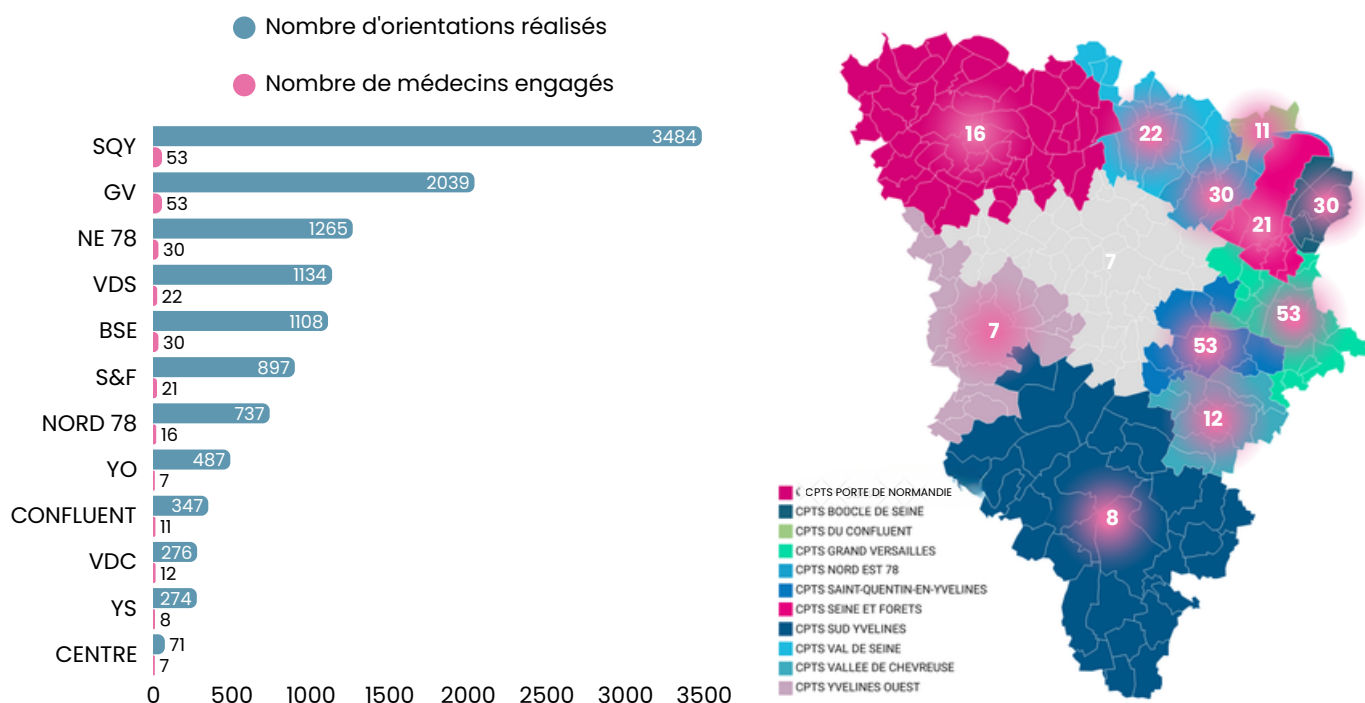 Nombre d'orientations réalisés
Nombre de médecins engagés
SQY 3484
53
GV 2039
53
NE 78 1265
30
VDS 1134
22
BSE 1108
30
S&F 897
21
NORD 78 737
16
YO 487
7
CONFLUENT 347
11
VDC 276
12
YS 274
8
CENTRE 71
7
0 500 1000 1500 2000 2500 3000 3500
16
22
11
30
30
21
7
53
7
53
12
8
CPTS PORTE DE NORMANDIE
CPTS BOUCLE DE SEINE
CPTS DU CONFLUENT
CPTS GRAND VERSAILLES
CPTS NORD EST 78
CPTS SAINT-QUENTIN-EN-YVELINES
CPTS SEINE ET FORETS
CPTS SUD YVELINES
CPTS VAL DE SEINE
CPTS VALLEE DE CHEVREUSE
CPTS YVELINES OUEST